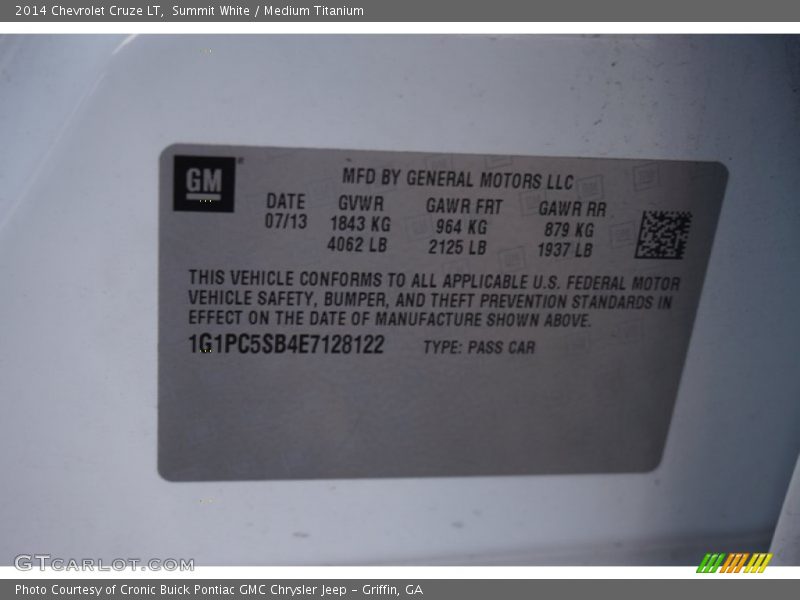 2014 Chevrolet Cruze LT, Summit White / Medium Titanium
GM
MFD BY GENERAL MOTORS LLC
DATE GVWR GAWR FRT GAWR RR
07/13 1843 KG 964 KG 879 KG
4062 LB 2125 LB 1937 LB
THIS VEHICLE CONFORMS TO ALL APPLICABLE U.S. FEDERAL MOTOR
VEHICLE SAFETY, BUMPER, AND THEFT PREVENTION STANDARDS IN
EFFECT ON THE DATE OF MANUFACTURE SHOWN ABOVE.
1G1PC5SB4E7128122 TYPE: PASS CAR
GTCARLOT.COM
Photo Courtesy of Cronic Buick Pontiac GMC Chrysler Jeep - Griffin, GA